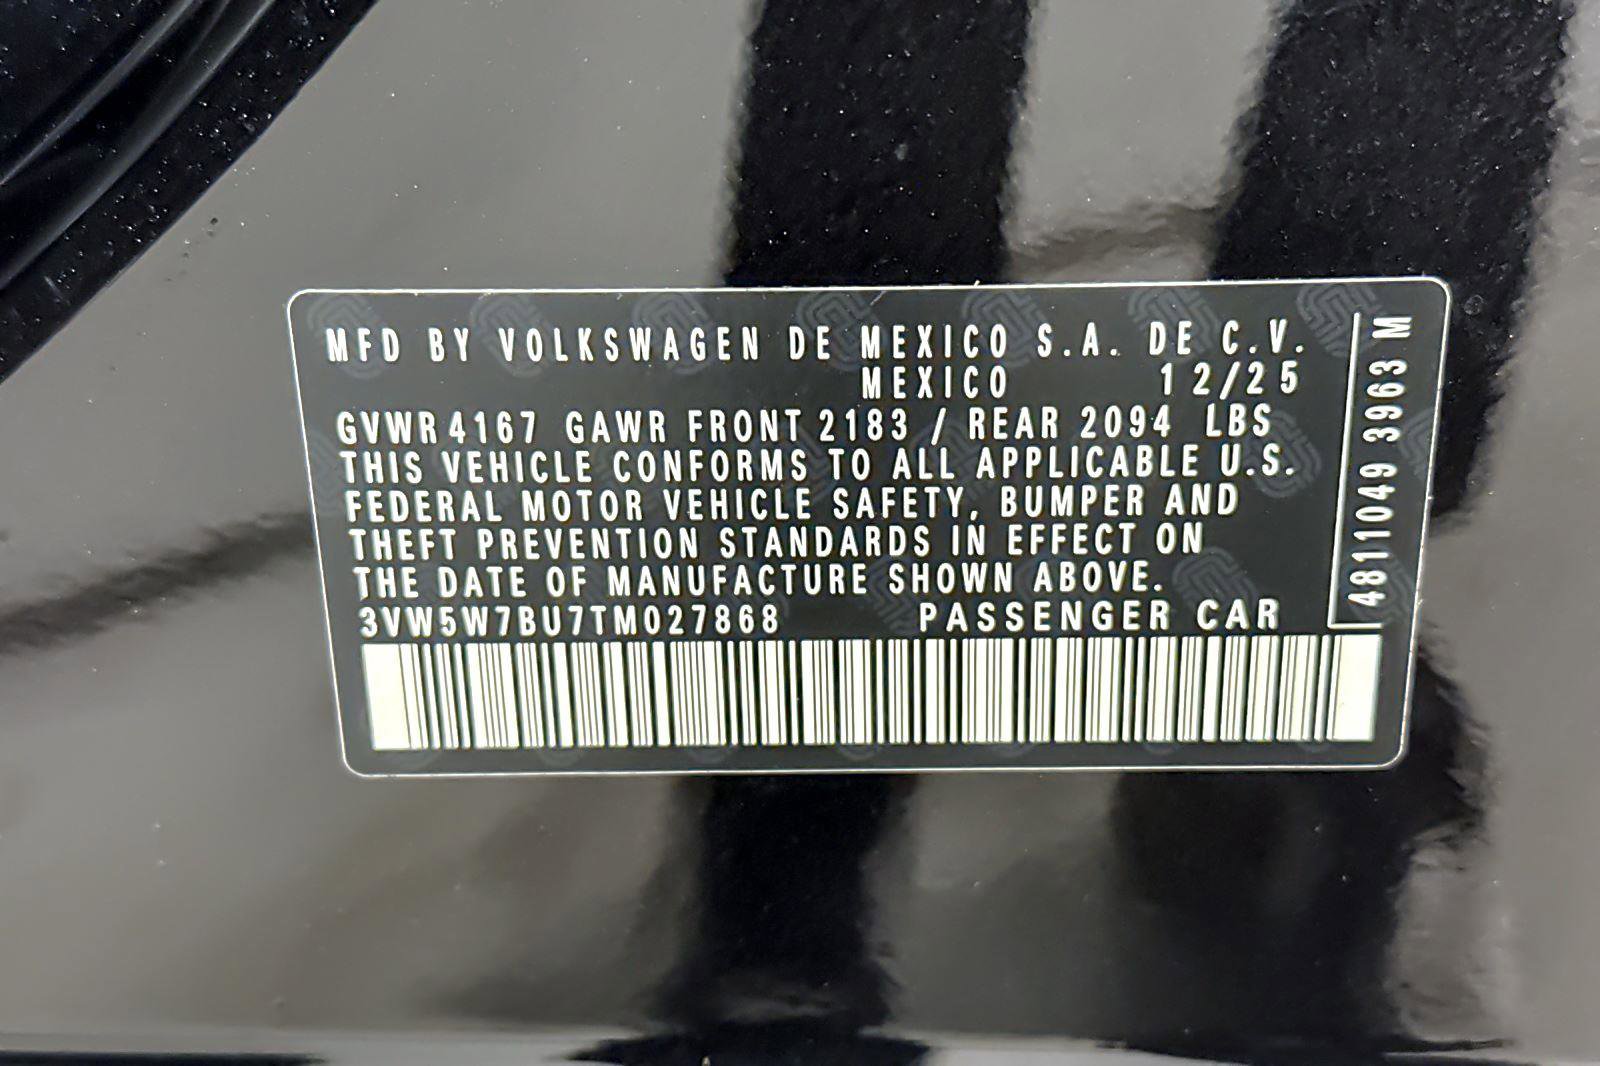 MFD BY VOLKSWAGEN DE MEXICO S.A. DE C.V.
MEXICO 12/25
GVWR 4167 GAWR FRONT 2183 / REAR 2094 LBS
THIS VEHICLE CONFORMS TO ALL APPLICABLE U.S.
FEDERAL MOTOR VEHICLE SAFETY, BUMPER AND
THEFT PREVENTION STANDARDS IN EFFECT ON
THE DATE OF MANUFACTURE SHOWN ABOVE.
3VW5W7BU7TM027868 PASSENGER CAR
4811049 3963 M